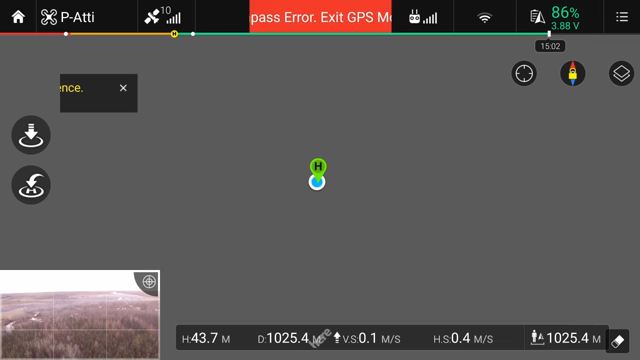 P-Atti
10
pass Error. Exit GPS Mo
86%
3.88 V
15:02
H
ence.
H
H
H:43.7 M
D:1025.4 M
V.S:0.1 M/S
H.S:0.4 M/S
1025.4 M
here